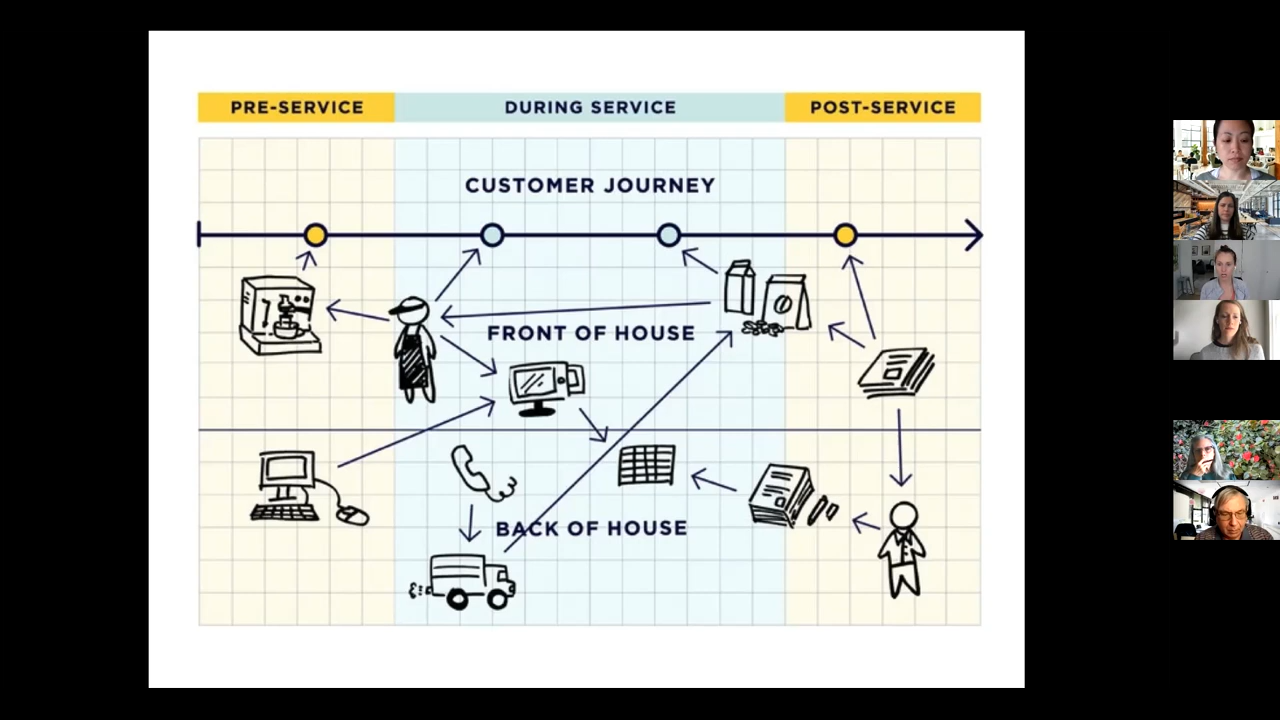 PRE-SERVICE
DURING SERVICE
POST-SERVICE
CUSTOMER JOURNEY
FRONT OF HOUSE
BACK OF HOUSE